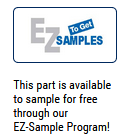 EZ To Get
SAMPLES
This part is available
to sample for free
through our
EZ-Sample Program!